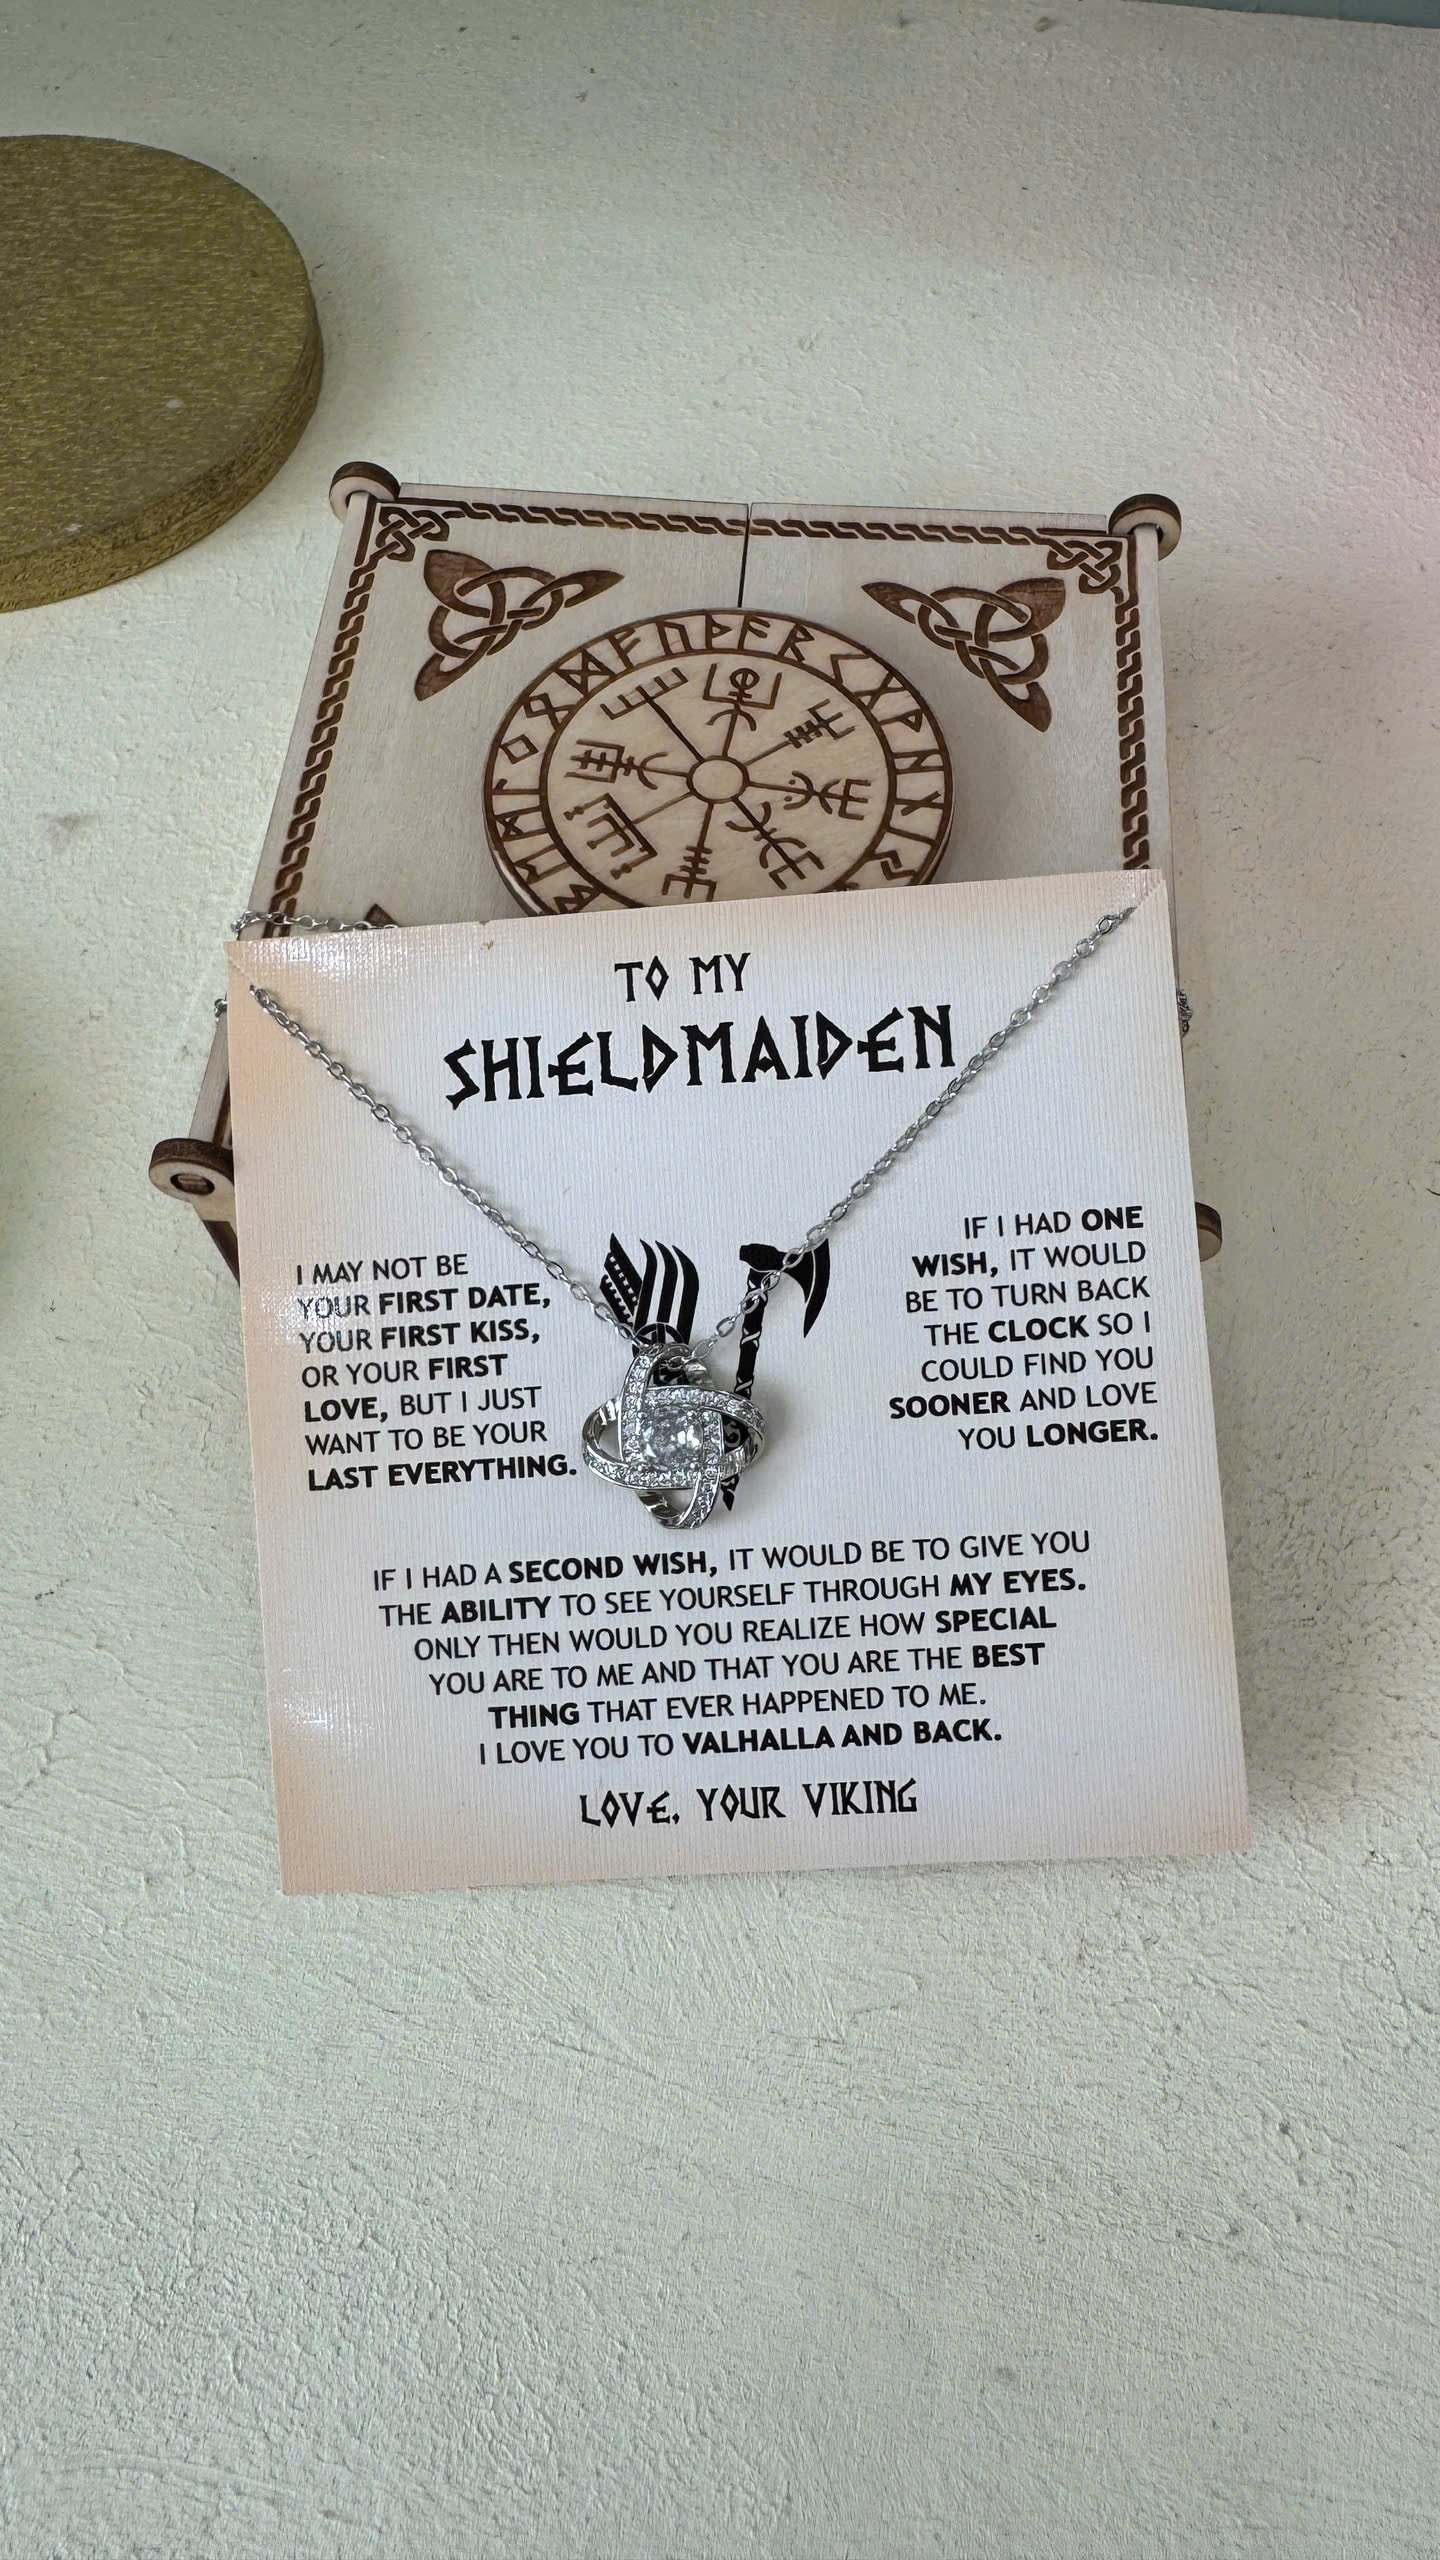 TO MY
SHIELDMAIDEN
I MAY NOT BE
YOUR FIRST DATE,
YOUR FIRST KISS,
OR YOUR FIRST
LOVE, BUT I JUST
WANT TO BE YOUR
LAST EVERYTHING.
IF I HAD ONE
WISH, IT WOULD
BE TO TURN BACK
THE CLOCK SO I
COULD FIND YOU
SOONER AND LOVE
YOU LONGER.
IF I HAD A SECOND WISH, IT WOULD BE TO GIVE YOU
THE ABILITY TO SEE YOURSELF THROUGH MY EYES.
ONLY THEN WOULD YOU REALIZE HOW SPECIAL
YOU ARE TO ME AND THAT YOU ARE THE BEST
THING THAT EVER HAPPENED TO ME.
I LOVE YOU TO VALHALLA AND BACK.
LOVE, YOUR VIKING